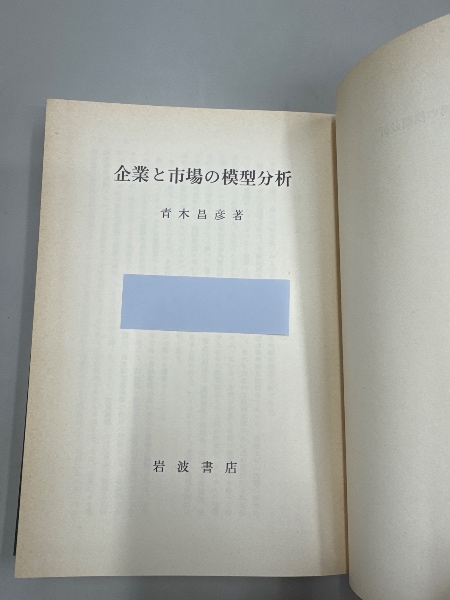 企業と市場の模型分析
青木昌彦著
岩波書店